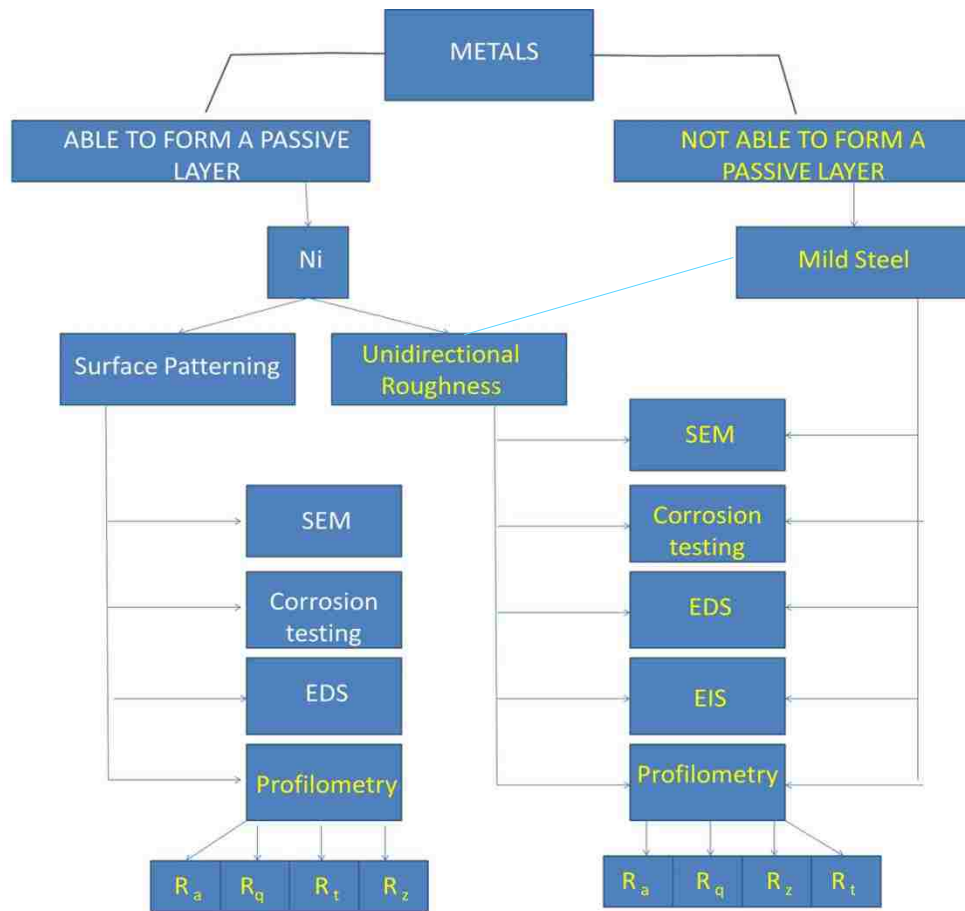 METALS
ABLE TO FORM A PASSIVE
LAYER
NOT ABLE TO FORM A
PASSIVE LAYER
Ni
Mild Steel
Surface Patterning
Unidirectional
Roughness
SEM
Corrosion
testing
EDS
EIS
Profilometry
SEM
Corrosion
testing
EDS
Profilometry
Ra
Rq
Rt
Rz
Ra
Rq
Rz
Rt